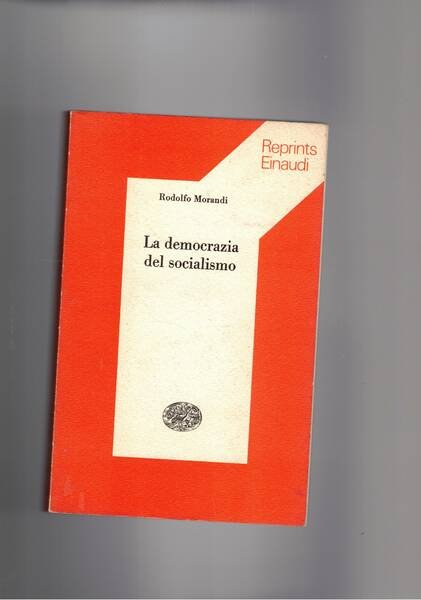 Reprints
Einaudi
Rodolfo Morandi
La democrazia
del socialismo